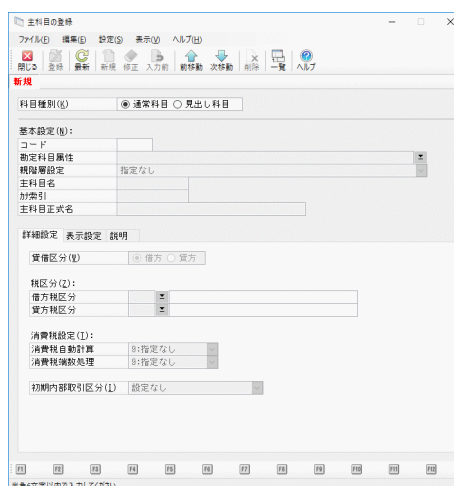 主科目の登録
ファイル(F) 編集(E) 設定(S) 表示(V) ヘルプ(H)
閉じる 登録 最新 新規 修正 入力前 前移動 次移動 削除 一覧 ヘルプ
新規
科目種別(K) 通常科目 見出し科目
基本設定(N):
コード
勘定科目属性
親階層設定 指定なし
主科目名
カナ索引
主科目正式名
詳細設定 表示設定 説明
貸借区分(W) 借方 貸方
税区分(Z):
借方税区分
貸方税区分
消費税設定(T):
消費税自動計算 9:指定なし
消費税端数処理 9:指定なし
初期内部取引区分(I) 設定なし
F1 F2 F3 F4 F5 F6 F7 F8 F9 F10 F11 F12